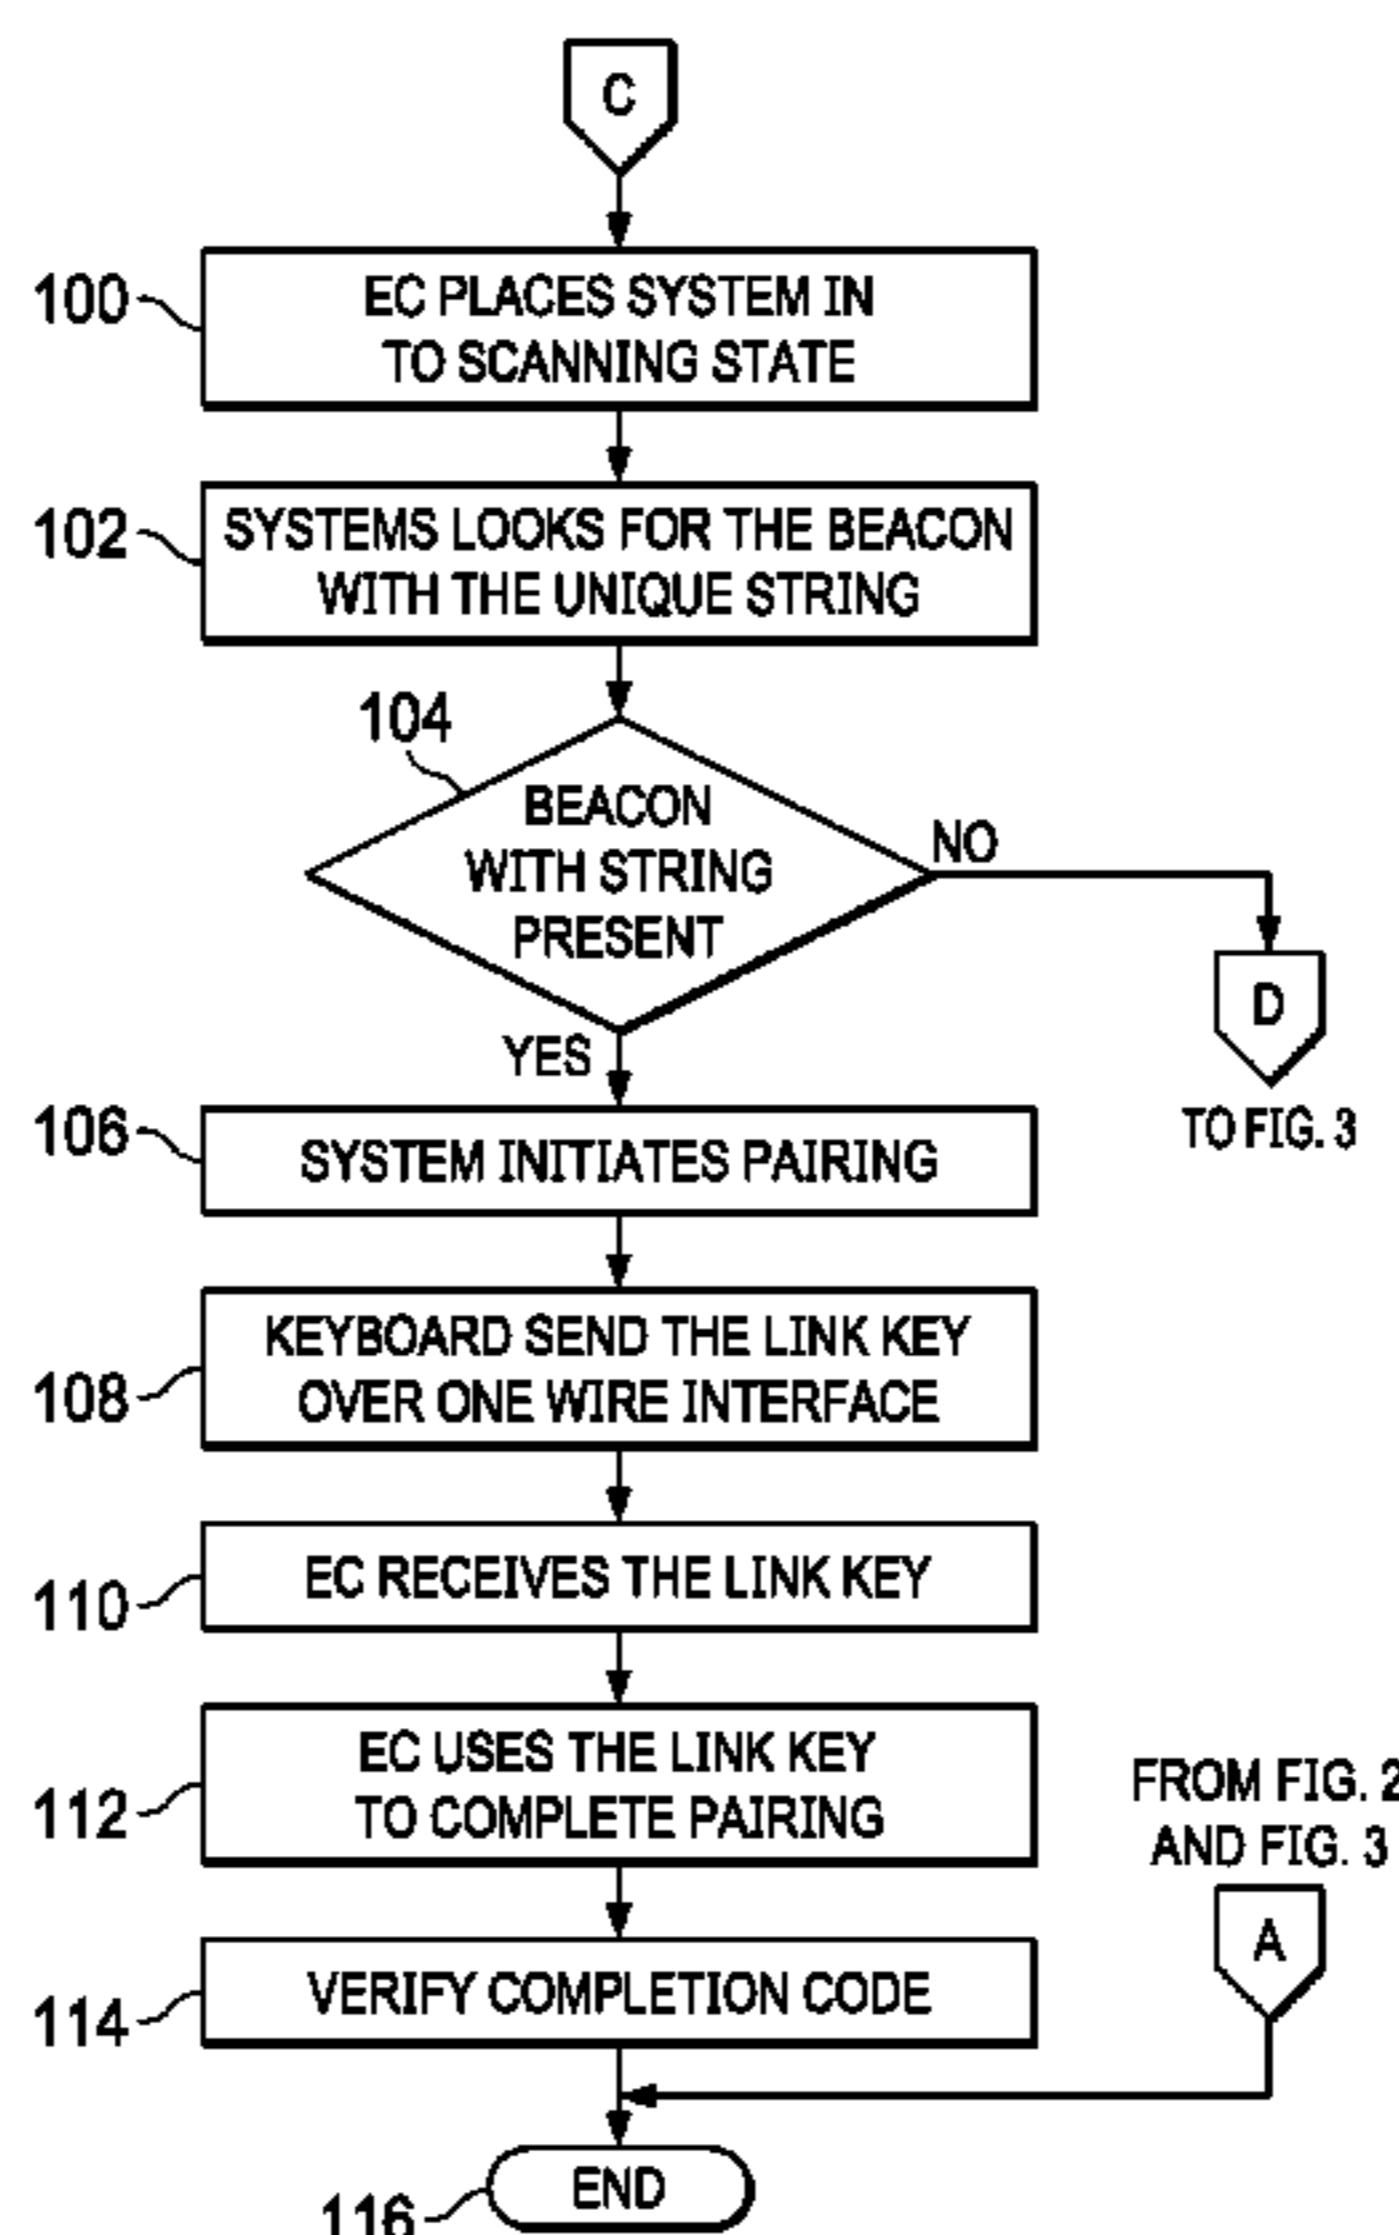 C
100
EC PLACES SYSTEM IN
TO SCANNING STATE
102
SYSTEMS LOOKS FOR THE BEACON
WITH THE UNIQUE STRING
104
BEACON
WITH STRING
PRESENT
NO
D
TO FIG. 3
YES
106
SYSTEM INITIATES PAIRING
108
KEYBOARD SEND THE LINK KEY
OVER ONE WIRE INTERFACE
110
EC RECEIVES THE LINK KEY
112
EC USES THE LINK KEY
TO COMPLETE PAIRING
FROM FIG. 2
AND FIG. 3
A
114
VERIFY COMPLETION CODE
116
END